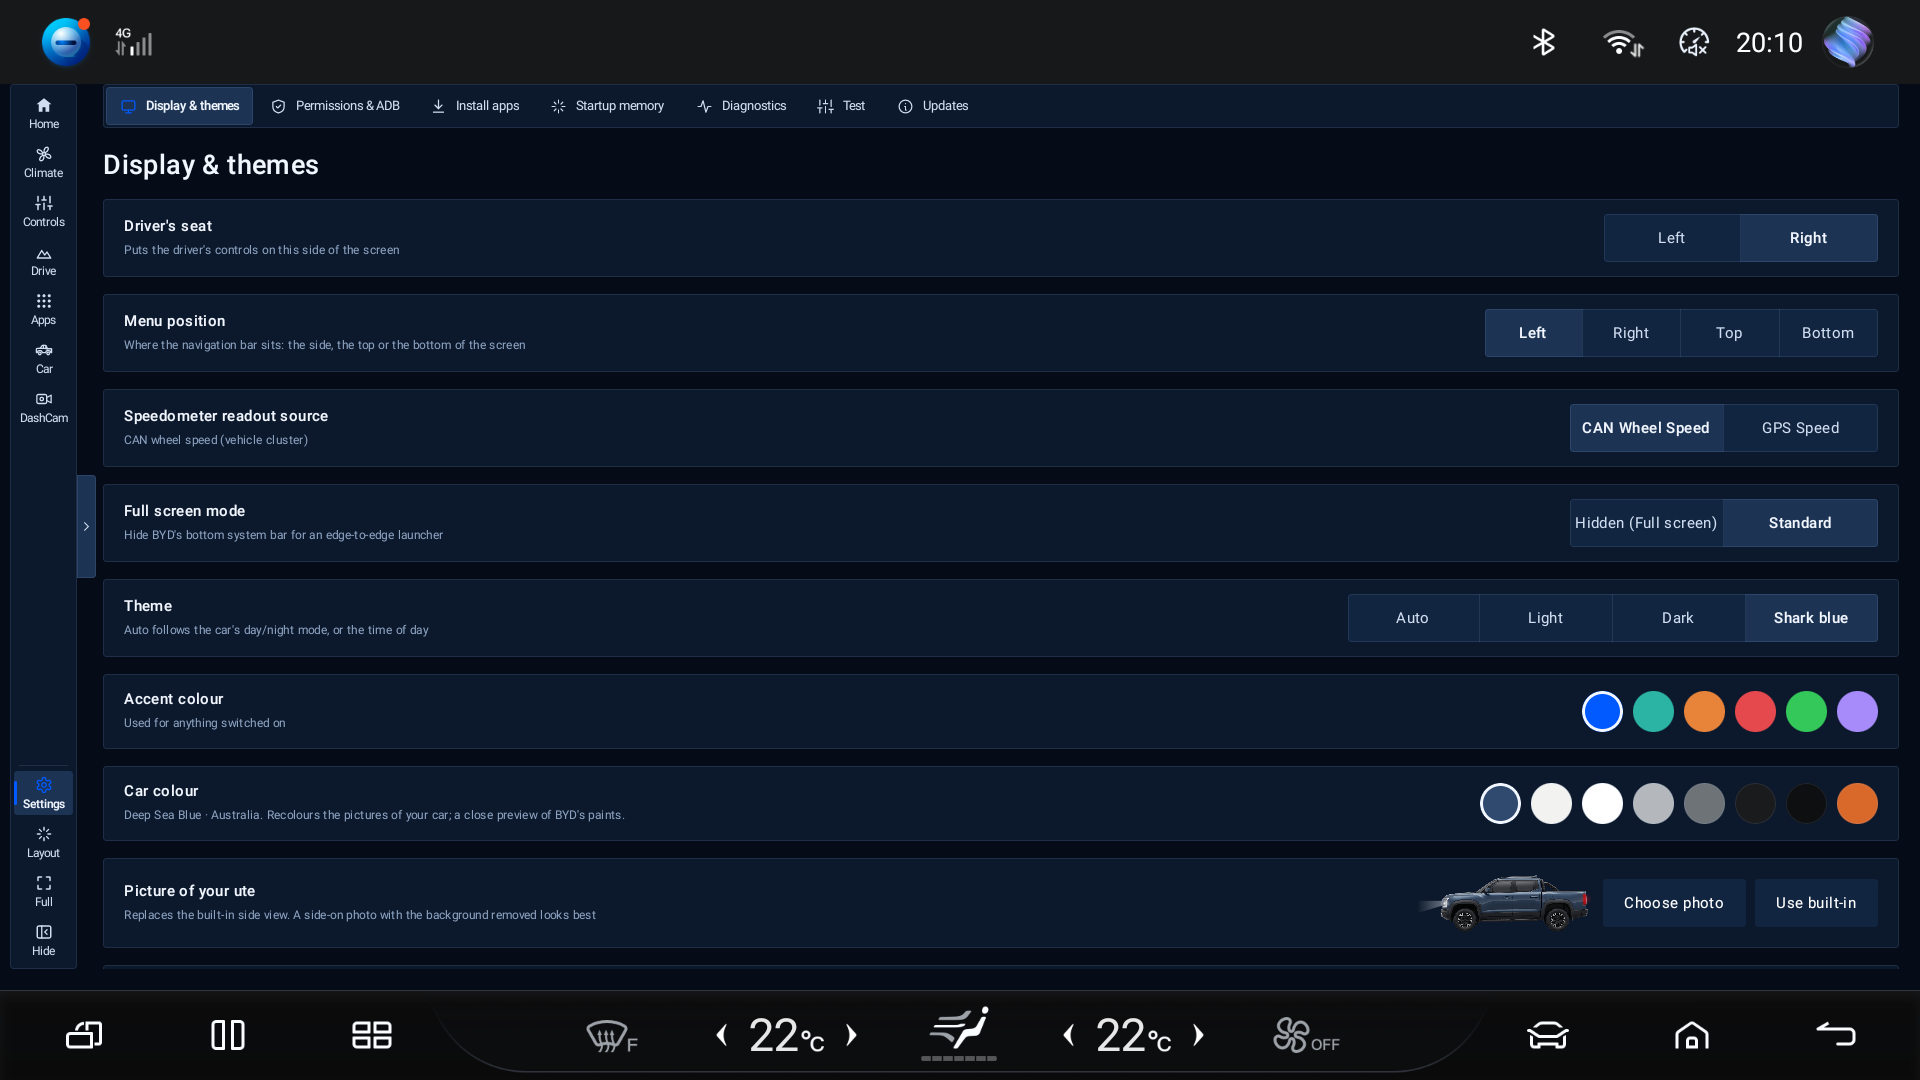 4G
20:10
Home
Climate
Controls
Drive
Apps
Car
DashCam
Settings
Layout
Full
Hide
Display & themes
Permissions & ADB
Install apps
Startup memory
Diagnostics
Test
Updates
Display & themes
Driver's seat
Puts the driver's controls on this side of the screen
Left
Right
Menu position
Where the navigation bar sits: the side, the top or the bottom of the screen
Left
Right
Top
Bottom
Speedometer readout source
CAN wheel speed (vehicle cluster)
CAN Wheel Speed
GPS Speed
Full screen mode
Hide BYD's bottom system bar for an edge-to-edge launcher
Hidden (Full screen)
Standard
Theme
Auto follows the car's day/night mode, or the time of day
Auto
Light
Dark
Shark blue
Accent colour
Used for anything switched on
Car colour
Deep Sea Blue · Australia. Recolours the pictures of your car; a close preview of BYD's paints.
Picture of your ute
Replaces the built-in side view. A side-on photo with the background removed looks best
Choose photo
Use built-in
F
22°C
22°C
OFF